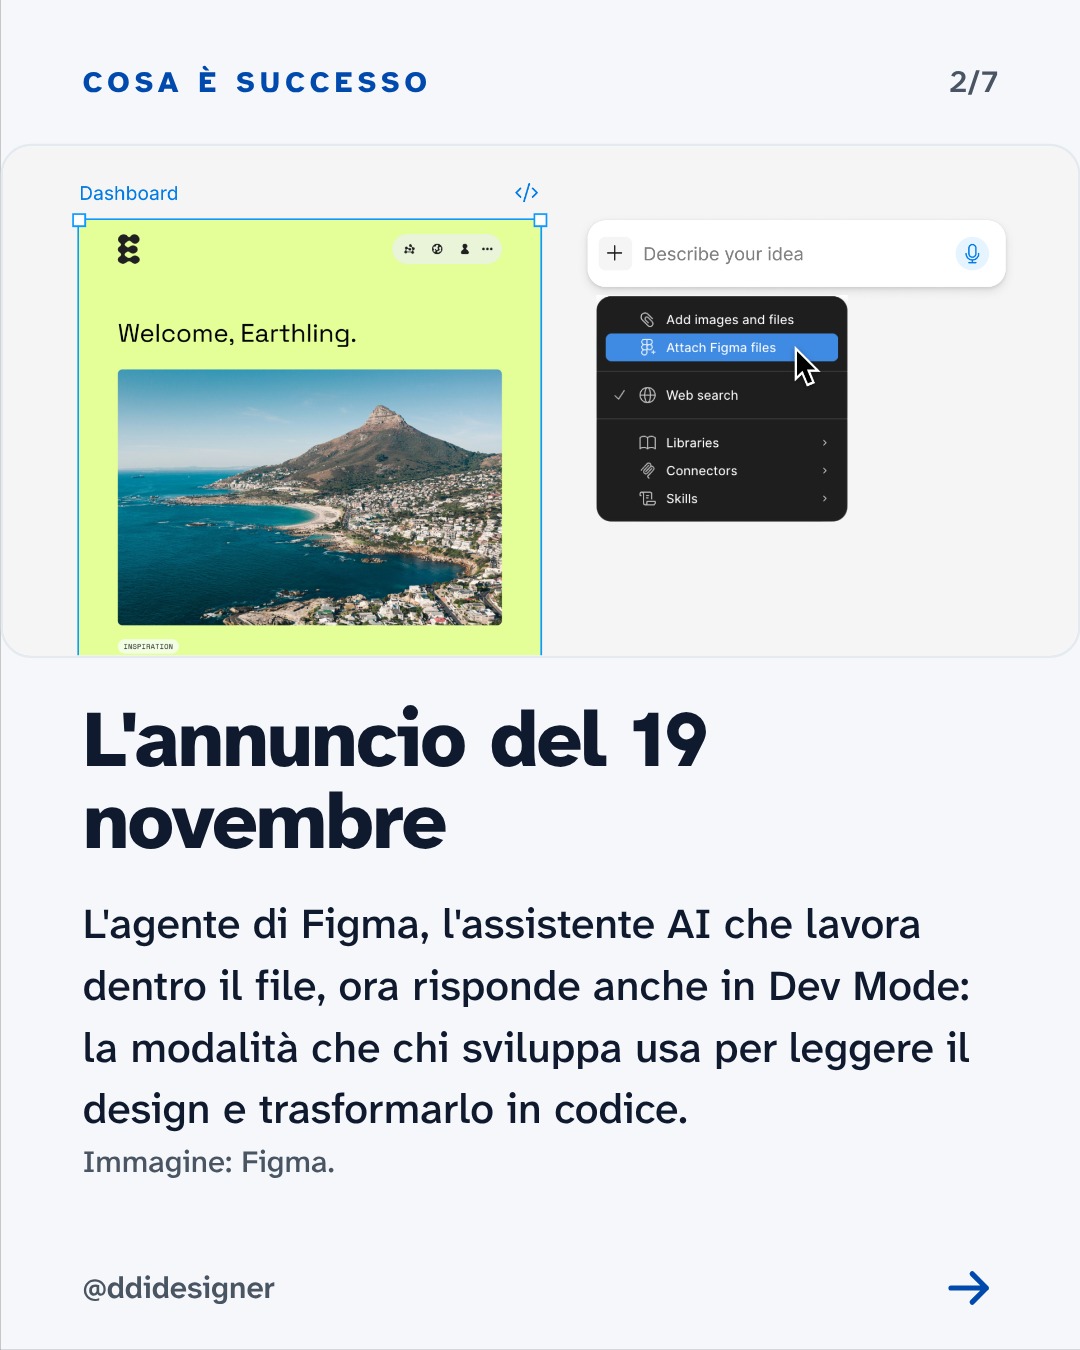 COSA È SUCCESSO
2/7
Dashboard
Welcome, Earthling.
INSPIRATION
Describe your idea
Add images and files
Attach Figma files
Web search
Libraries
Connectors
Skills
L'annuncio del 19
novembre
L'agente di Figma, l'assistente AI che lavora
dentro il file, ora risponde anche in Dev Mode:
la modalità che chi sviluppa usa per leggere il
design e trasformarlo in codice.
Immagine: Figma.
@ddidesigner